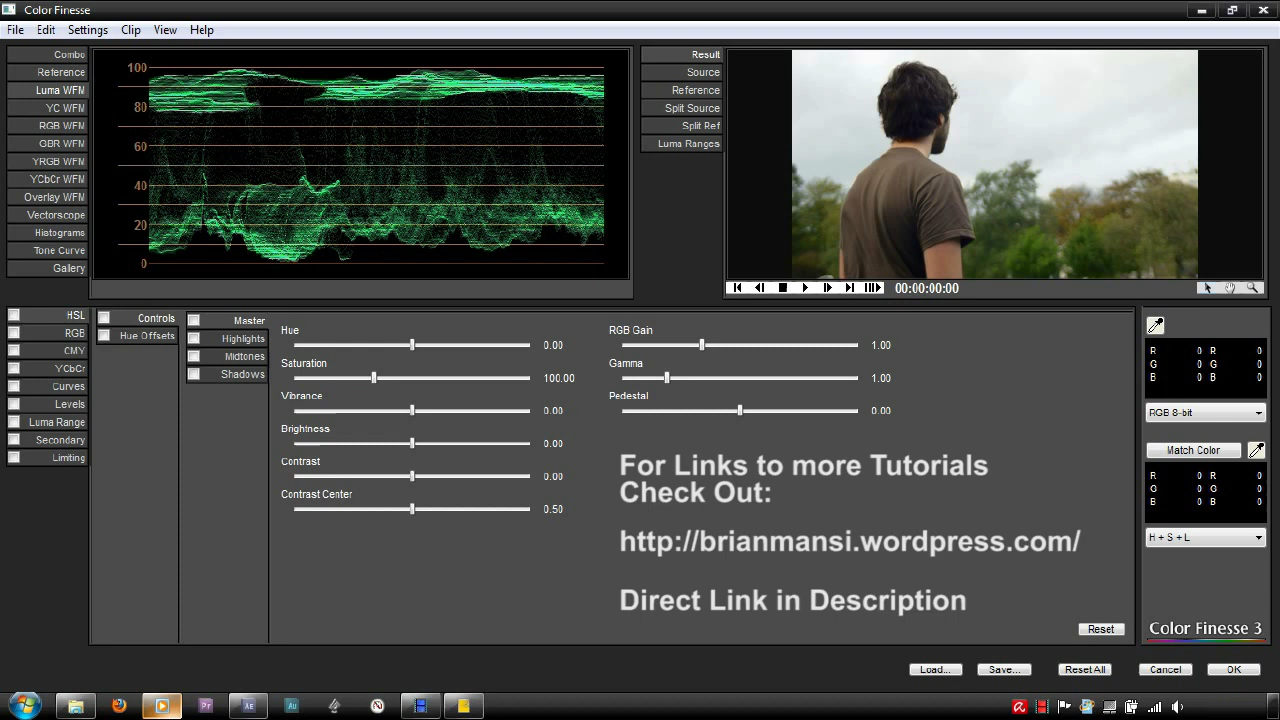 Color Finesse
File Edit Settings Clip View Help
Combo
Reference
Luma WFM
YC WFM
RGB WFM
GBR WFM
YRGB WFM
YCbCr WFM
Overlay WFM
Vectorscope
Histograms
Tone Curve
Gallery
100
80
60
40
20
0
Result
Source
Reference
Split Source
Split Ref
Luma Ranges
00:00:00:00
HSL
RGB
CMY
YCbCr
Curves
Levels
Luma Range
Secondary
Limiting
Controls
Hue Offsets
Master
Highlights
Midtones
Shadows
Hue
0.00
Saturation
100.00
Vibrance
0.00
Brightness
0.00
Contrast
0.00
Contrast Center
0.50
RGB Gain
1.00
Gamma
1.00
Pedestal
0.00
For Links to more Tutorials
Check Out:
http://brianmansi.wordpress.com/
Direct Link in Description
Reset
R 0 R 0
G 0 G 0
B 0 B 0
RGB 8-bit
Match Color
R 0 R 0
G 0 G 0
B 0 B 0
H + S + L
Color Finesse 3
Load... Save... Reset All Cancel OK
Pr AE Au